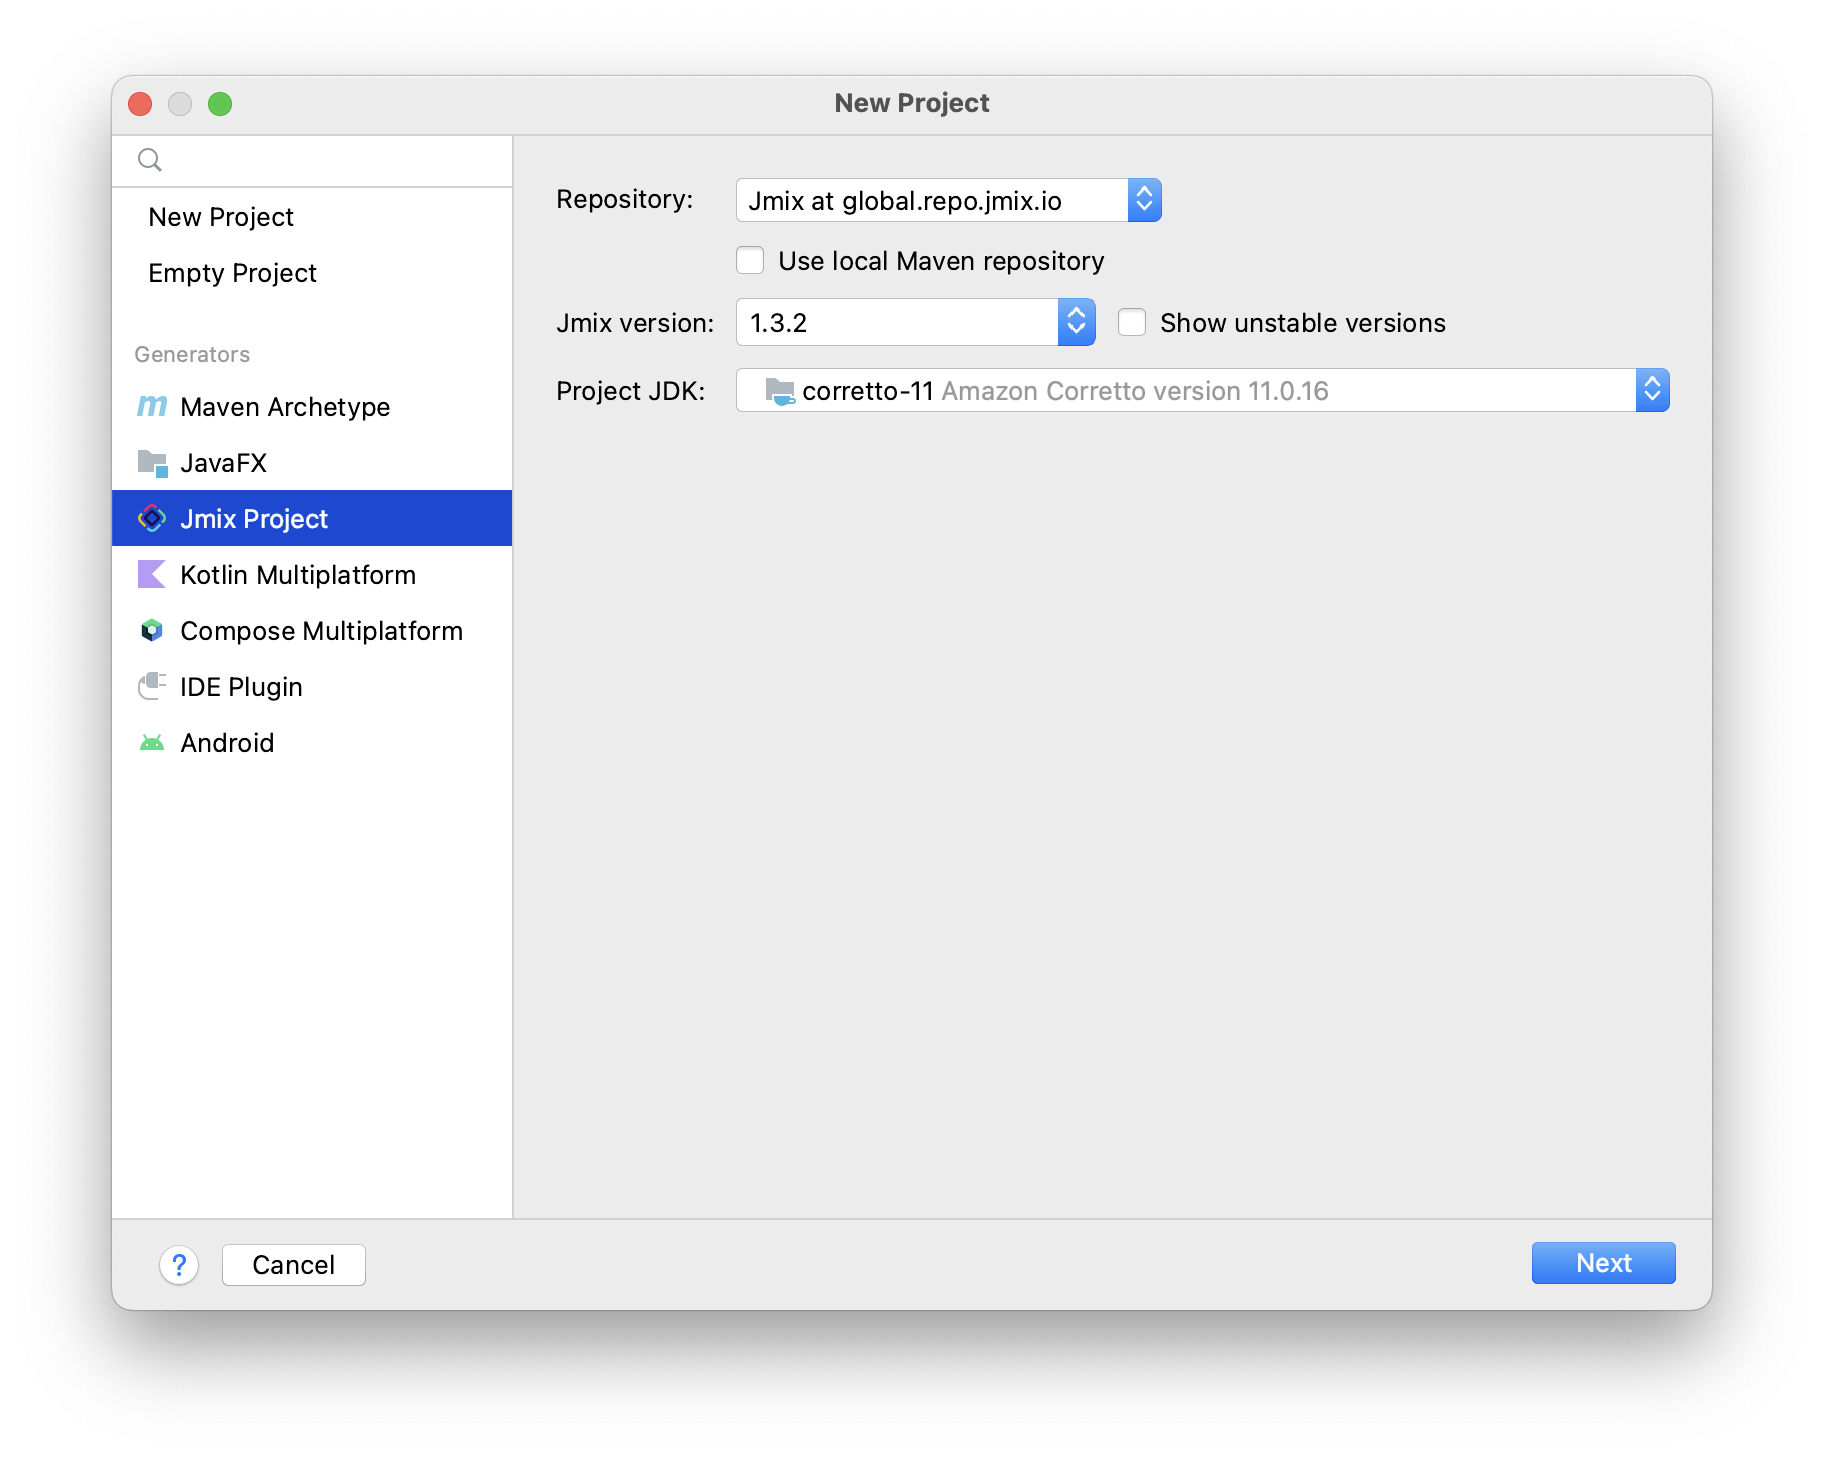 New Project
New Project
Empty Project
Generators
Maven Archetype
JavaFX
Jmix Project
Kotlin Multiplatform
Compose Multiplatform
IDE Plugin
Android
Repository: Jmix at global.repo.jmix.io
Use local Maven repository
Jmix version: 1.3.2 Show unstable versions
Project JDK: corretto-11 Amazon Corretto version 11.0.16
? Cancel Next